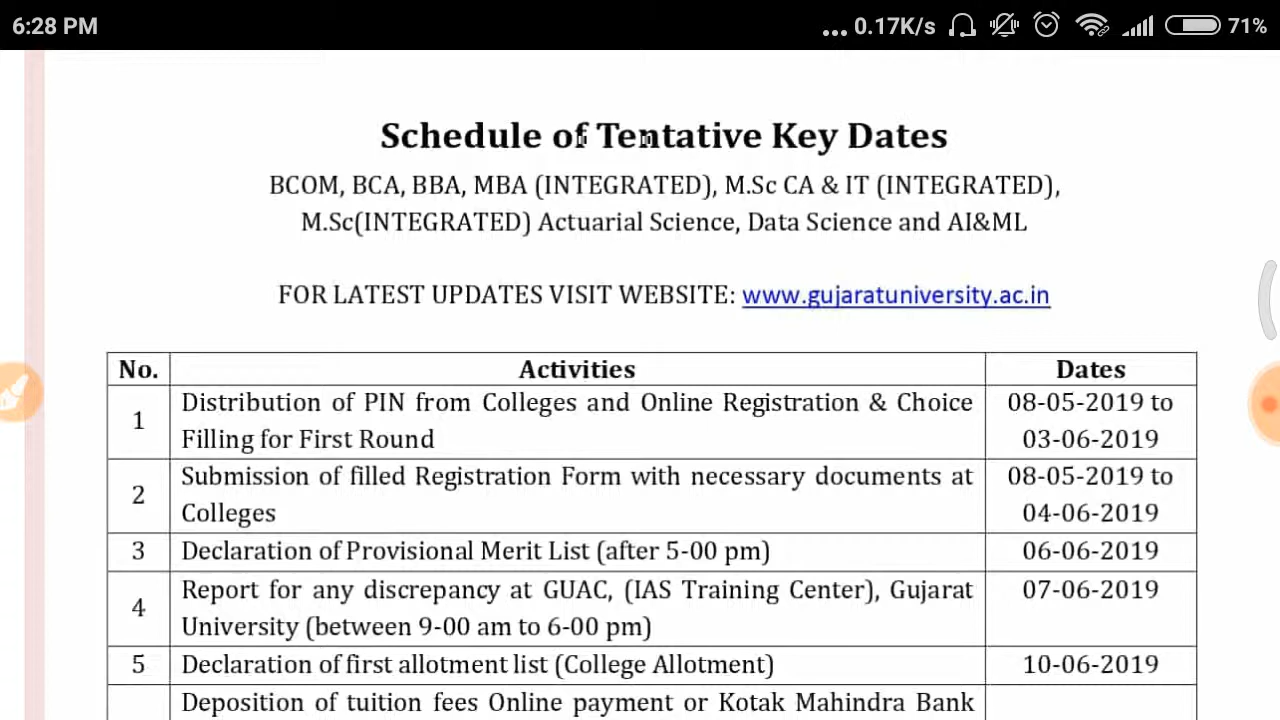 6:28 PM
... 0.17K/s
71%
Schedule of Tentative Key Dates
BCOM, BCA, BBA, MBA (INTEGRATED), M.Sc CA & IT (INTEGRATED),
M.Sc(INTEGRATED) Actuarial Science, Data Science and AI&ML
FOR LATEST UPDATES VISIT WEBSITE: www.gujaratuniversity.ac.in
No. Activities Dates
1 Distribution of PIN from Colleges and Online Registration & Choice 08-05-2019 to
Filling for First Round 03-06-2019
2 Submission of filled Registration Form with necessary documents at 08-05-2019 to
Colleges 04-06-2019
3 Declaration of Provisional Merit List (after 5-00 pm) 06-06-2019
4 Report for any discrepancy at GUAC, (IAS Training Center), Gujarat 07-06-2019
University (between 9-00 am to 6-00 pm)
5 Declaration of first allotment list (College Allotment) 10-06-2019
Deposition of tuition fees Online payment or Kotak Mahindra Bank